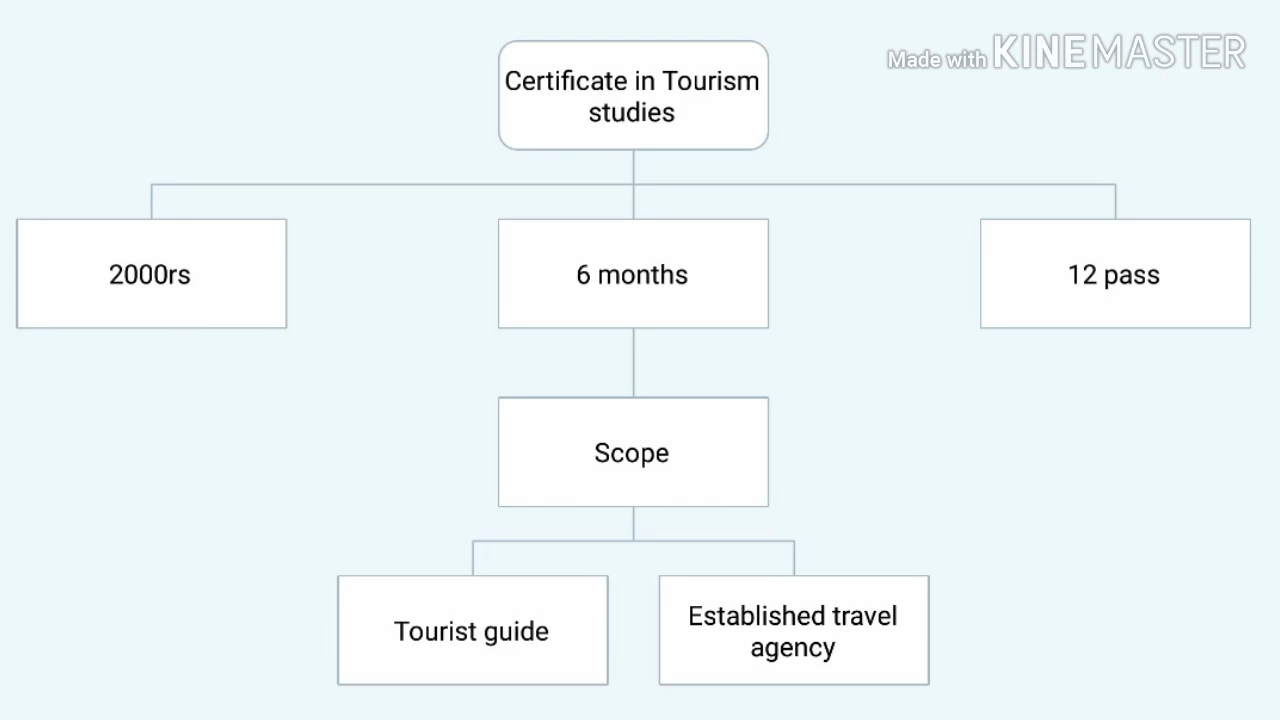 Made with KINEMASTER
Certificate in Tourism
studies
2000rs
6 months
12 pass
Scope
Tourist guide
Established travel
agency